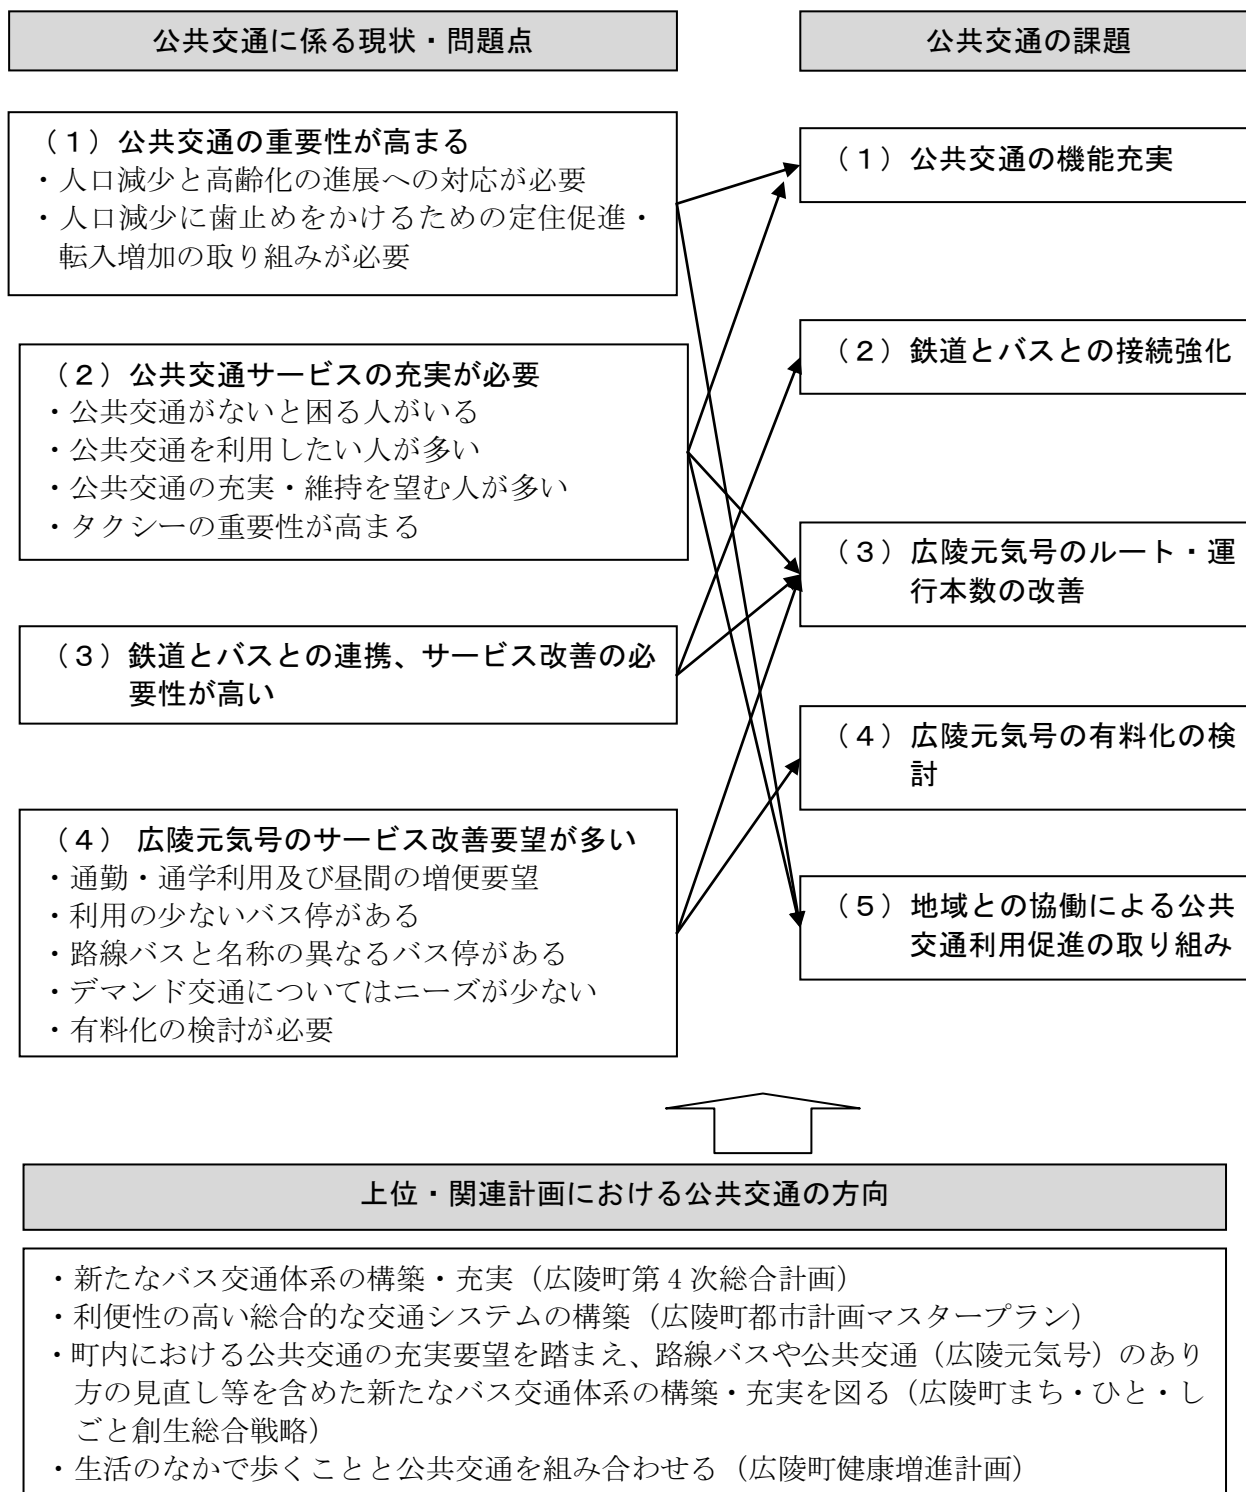 公共交通に係る現状・問題点
（１）公共交通の重要性が高まる
・人口減少と高齢化の進展への対応が必要
・人口減少に歯止めをかけるための定住促進・
転入増加の取り組みが必要
（２）公共交通サービスの充実が必要
・公共交通がないと困る人がいる
・公共交通を利用したい人が多い
・公共交通の充実・維持を望む人が多い
・タクシーの重要性が高まる
（３）鉄道とバスとの連携、サービス改善の必
要性が高い
（４） 広陵元気号のサービス改善要望が多い
・通勤・通学利用及び昼間の増便要望
・利用の少ないバス停がある
・路線バスと名称の異なるバス停がある
・デマンド交通についてはニーズが少ない
・有料化の検討が必要
公共交通の課題
（１）公共交通の機能充実
（２）鉄道とバスとの接続強化
（３）広陵元気号のルート・運
行本数の改善
（４）広陵元気号の有料化の検
討
（５）地域との協働による公共
交通利用促進の取り組み
上位・関連計画における公共交通の方向
・新たなバス交通体系の構築・充実（広陵町第４次総合計画）
・利便性の高い総合的な交通システムの構築（広陵町都市計画マスタープラン）
・町内における公共交通の充実要望を踏まえ、路線バスや公共交通（広陵元気号）のあり
方の見直し等を含めた新たなバス交通体系の構築・充実を図る（広陵町まち・ひと・し
ごと創生総合戦略）
・生活のなかで歩くことと公共交通を組み合わせる（広陵町健康増進計画）